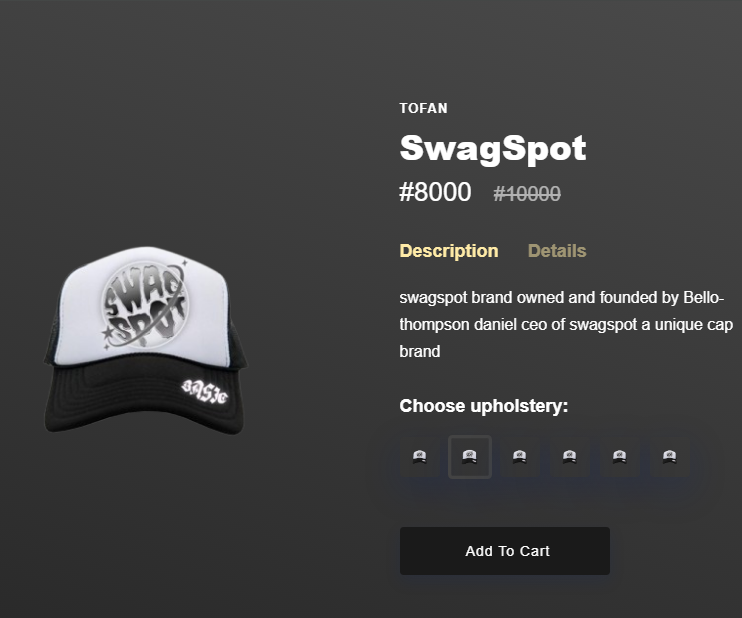 TOFAN
SwagSpot
#8000 #10000
Description Details
swagspot brand owned and founded by Bello-
thompson daniel ceo of swagspot a unique cap
brand
SWAG
SPOT
BASIC
Choose upholstery:
Add To Cart